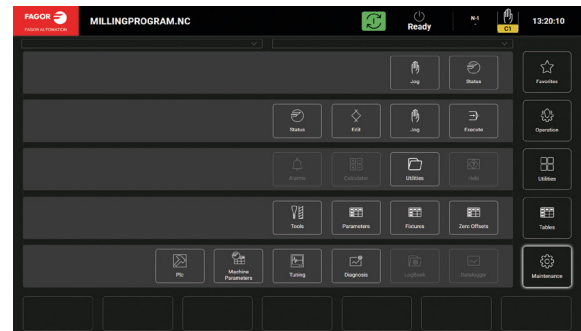 FAGOR
FAGOR AUTOMATION
MILLINGPROGRAM.NC
Ready
N-1
C1
13:20:10
Jog
Status
Favorites
Status
Edit
Jog
Execute
Operation
Alarms
Calculator
Utilities
Help
Utilities
Tools
Parameters
Fixtures
Zero Offsets
Tables
Plc
Machine
Parameters
Tuning
Diagnosis
LogBook
Datalogger
Maintenance